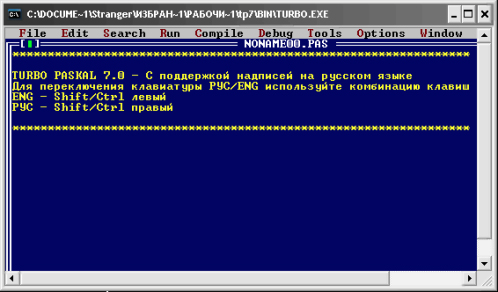 C:\DOCUME~1\Stranger\ИЗБРАН~1\РАБОЧИ~1\tp7\BIN\TURBO.EXE
File Edit Search Run Compile Debug Tools Options Window
NONAME00.PAS
******************************************************************
TURBO PASKAL 7.0 - С поддержкой надписей на русском языке
Для переключения клавиатуры РУС/ENG используйте комбинацию клавиш
ENG - Shift/Ctrl левый
РУС - Shift/Ctrl правый
******************************************************************